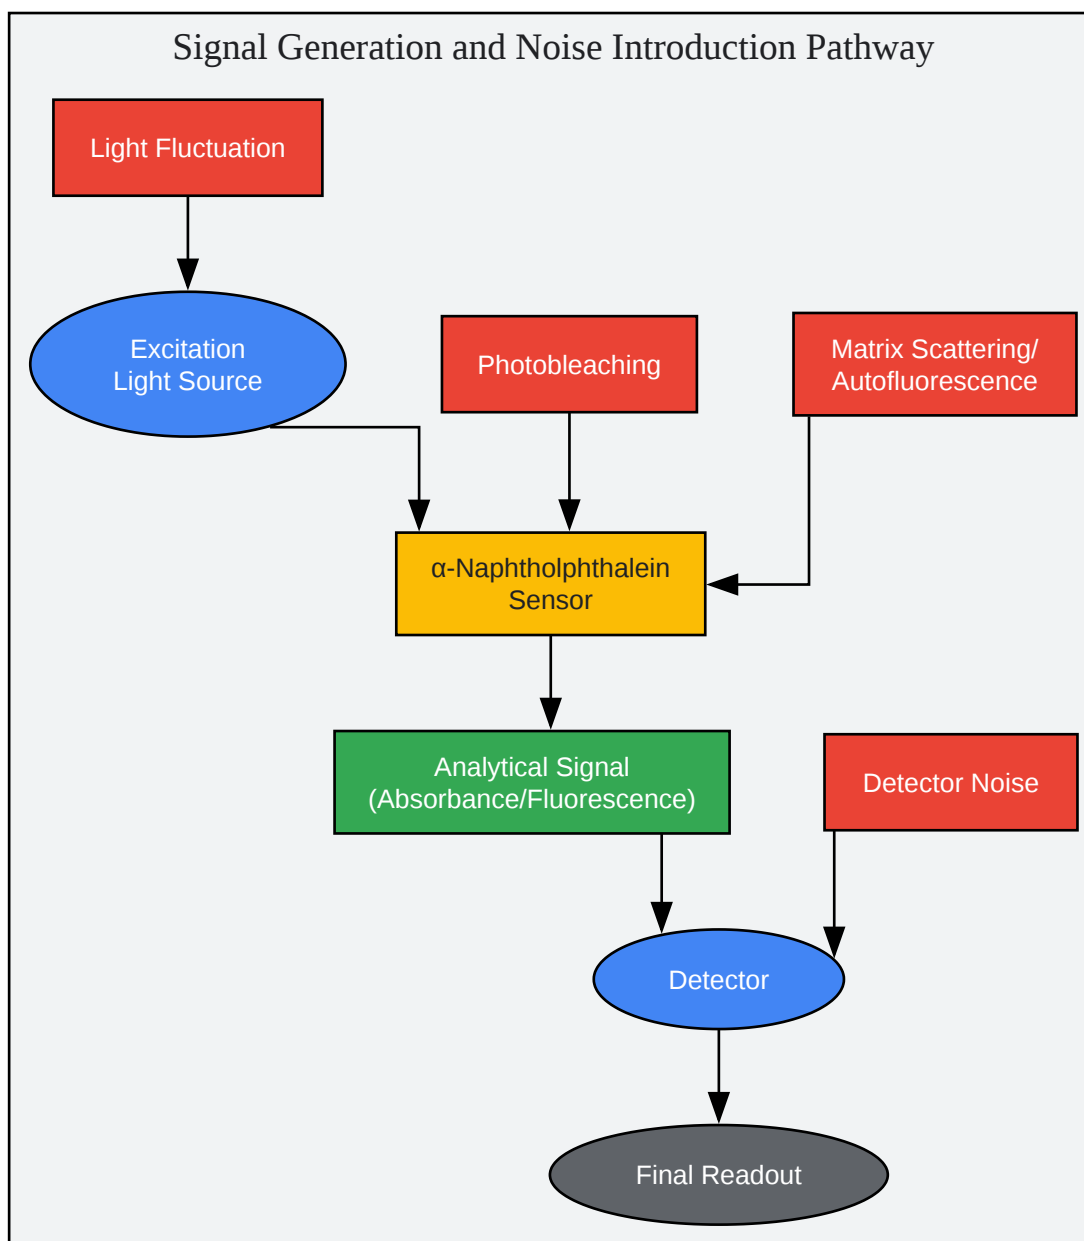 Signal Generation and Noise Introduction Pathway
Light Fluctuation
Excitation
Light Source
Photobleaching
Matrix Scattering/
Autofluorescence
α-Naphtholphthalein
Sensor
Analytical Signal
(Absorbance/Fluorescence)
Detector Noise
Detector
Final Readout